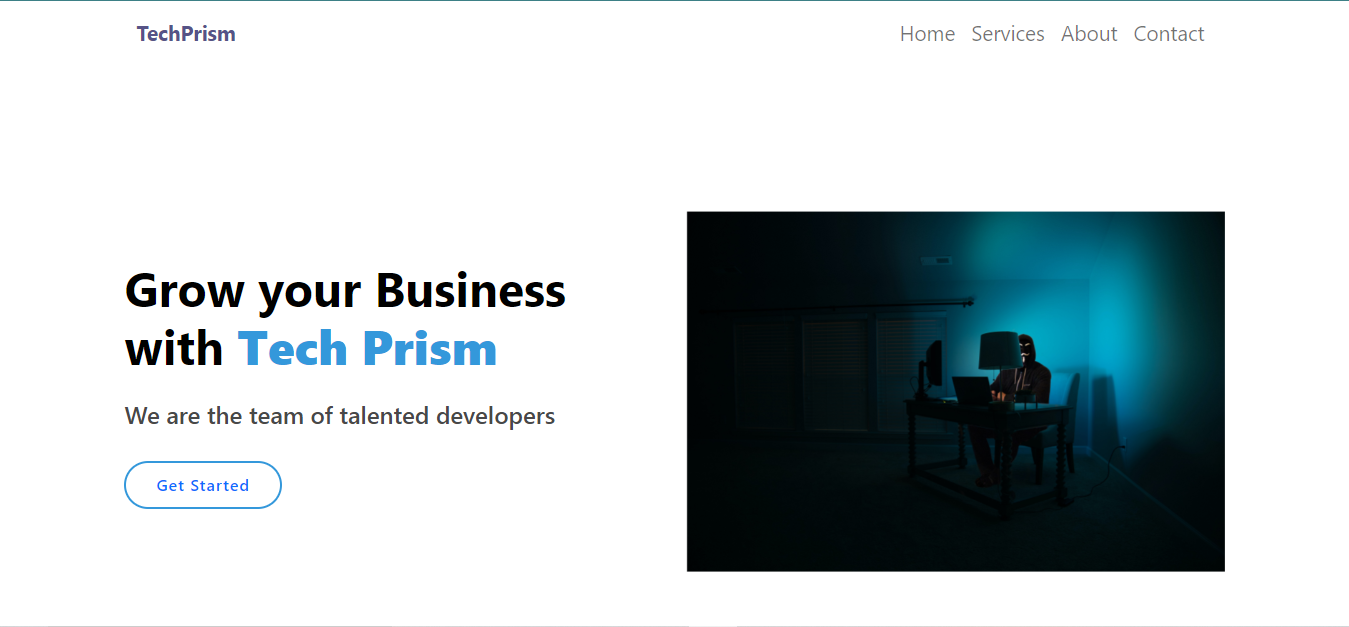 TechPrism
Home Services About Contact
Grow your Business
with Tech Prism
We are the team of talented developers
Get Started